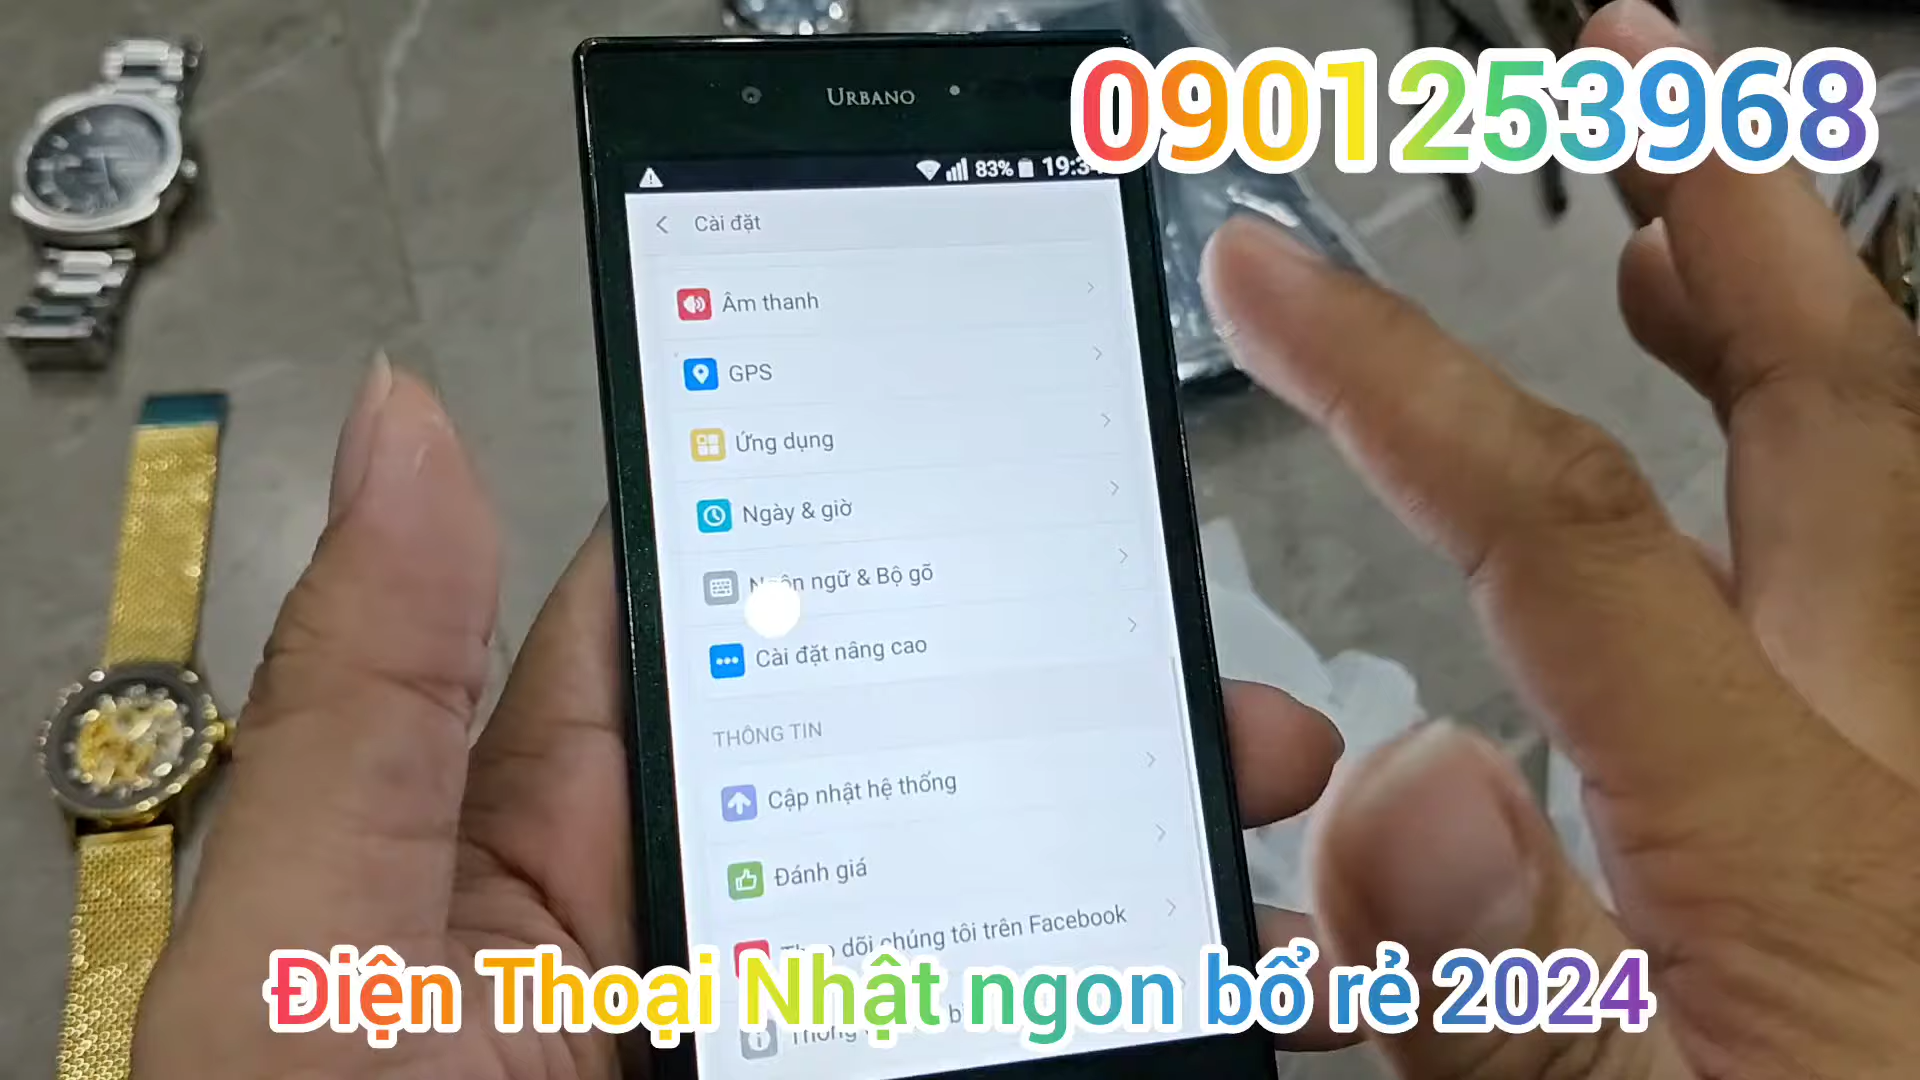 0901253968
URBANO
83% 19:3
Cài đặt
Âm thanh
GPS
Ứng dụng
Ngày & giờ
ngữ & Bộ gõ
Cài đặt nâng cao
THÔNG TIN
Cập nhật hệ thống
Đánh giá
dõi chúng tôi trên Facebook
Điện Thoại Nhật ngon bổ rẻ 2024